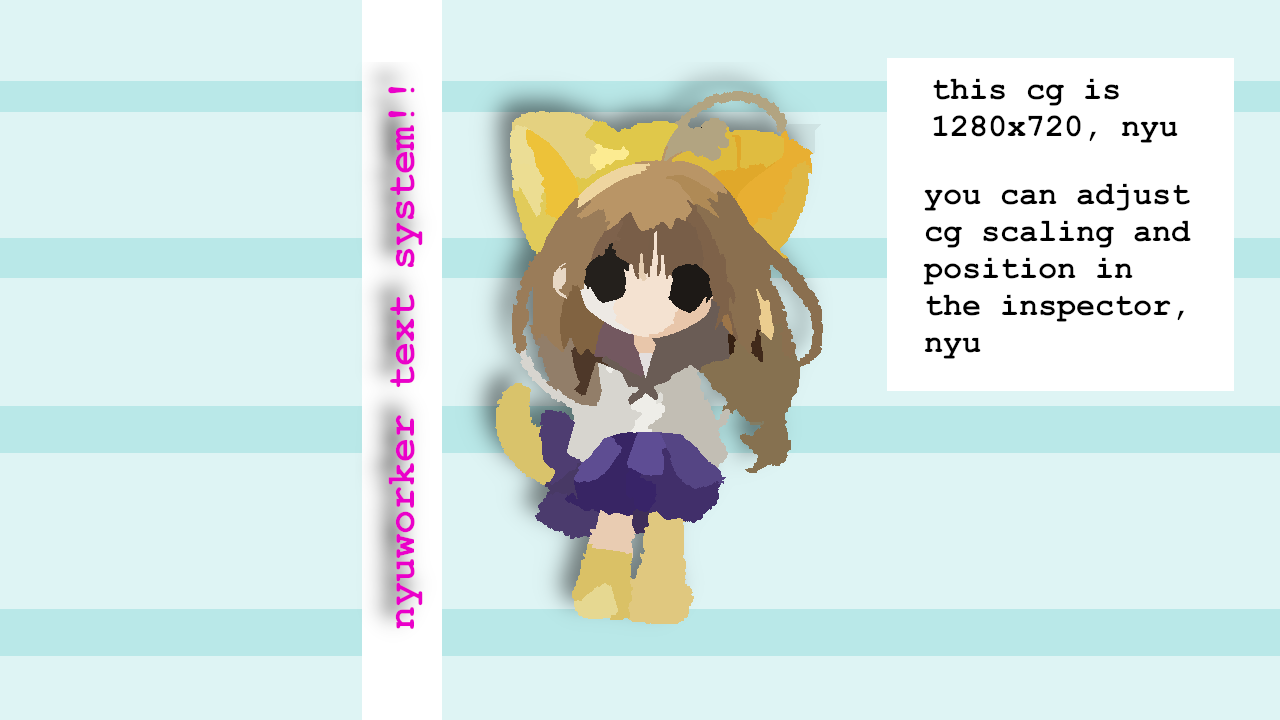 nyuworker text system!!
this cg is
1280x720, nyu
you can adjust
cg scaling and
position in
the inspector,
nyu